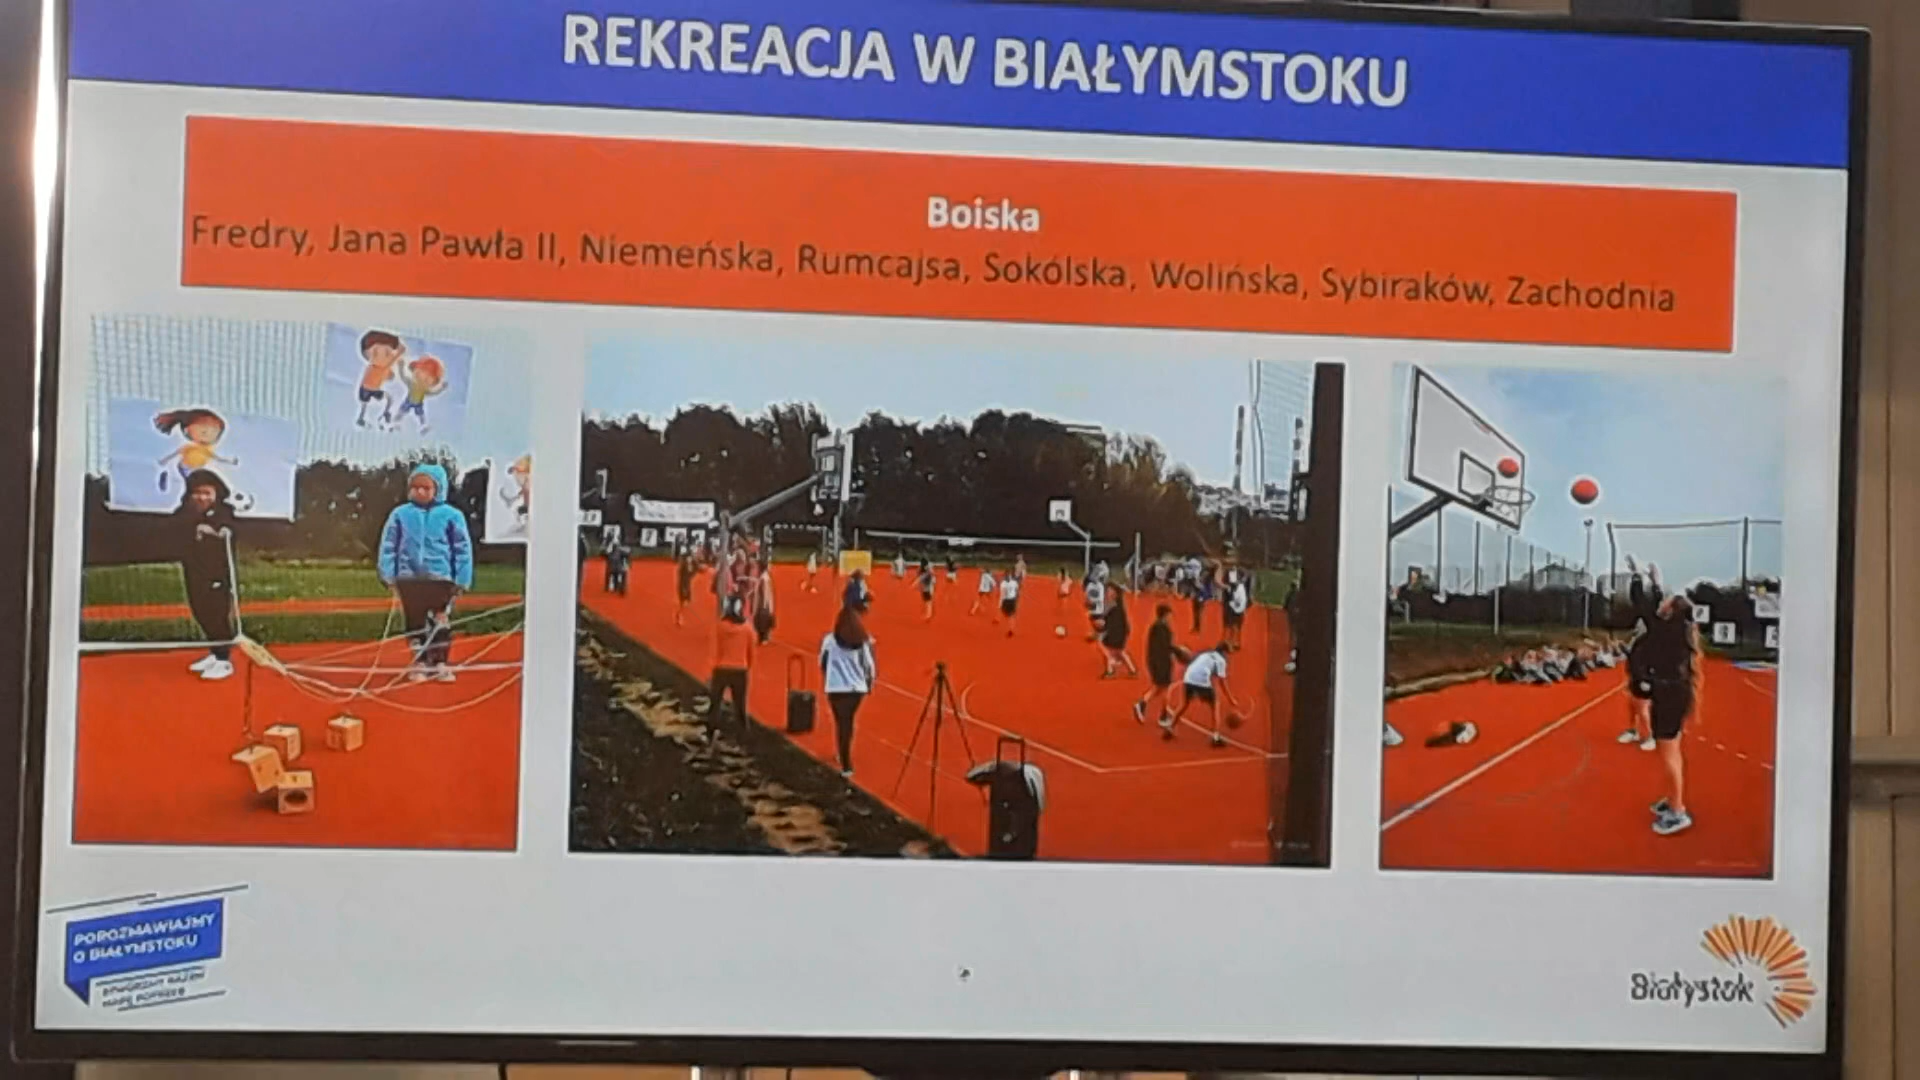 REKREACJA W BIAŁYMSTOKU
Boiska
Fredry, Jana Pawła II, Niemeńska, Rumcajsa, Sokólska, Wolińska, Sybiraków, Zachodnia
POROZMAWIAJMY
O BIAŁYMSTOKU
Białystok